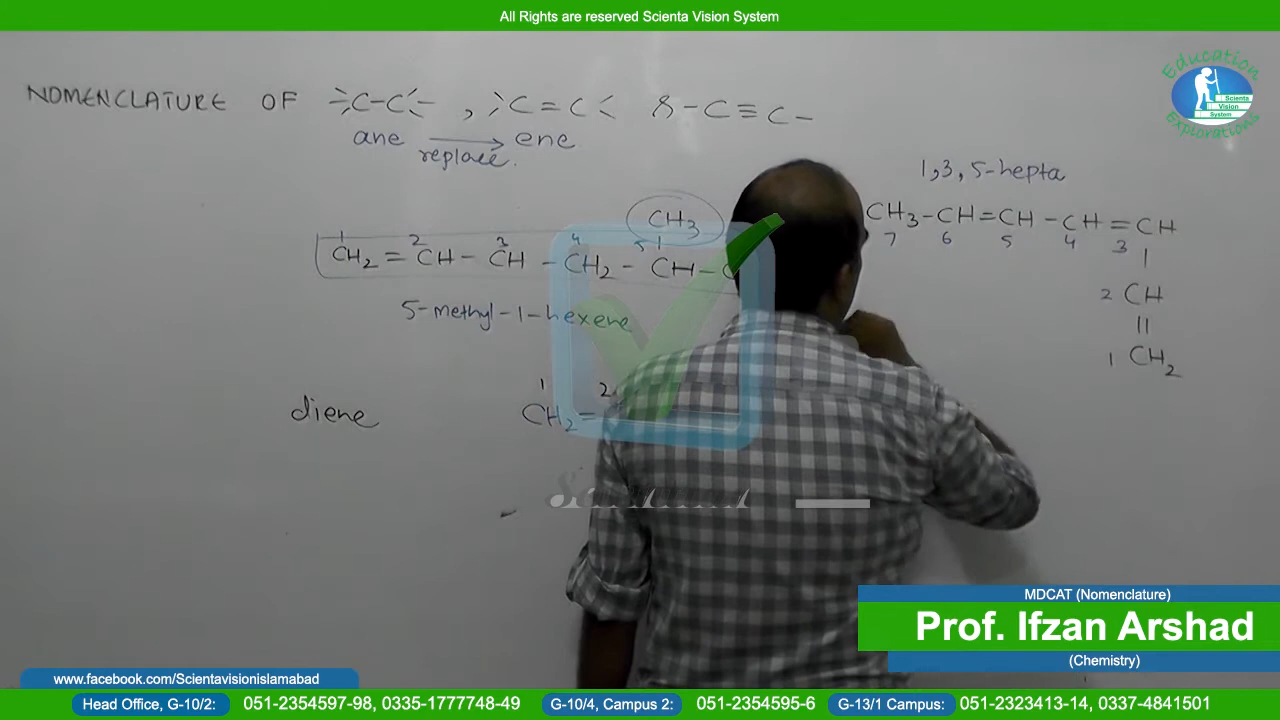 All Rights are reserved Scienta Vision System
Education
Scienta
Vision
System
Explorations
NOMENCLATURE OF >C-C<, >C=C< & -C≡C-
ane → ene
replace.
1,3,5-hepta
CH3-CH=CH-CH=CH
7 6 5 4 3
2 CH
||
1 CH2
CH3
1 2 3 4 5
CH2=CH-CH-CH2-CH-C
5-methyl-1-hexene
1 2
diene CH2=
MDCAT (Nomenclature)
Prof. Ifzan Arshad
(Chemistry)
www.facebook.com/Scientavisionislamabad
Head Office, G-10/2: 051-2354597-98, 0335-1777748-49 G-10/4, Campus 2: 051-2354595-6 G-13/1 Campus: 051-2323413-14, 0337-4841501